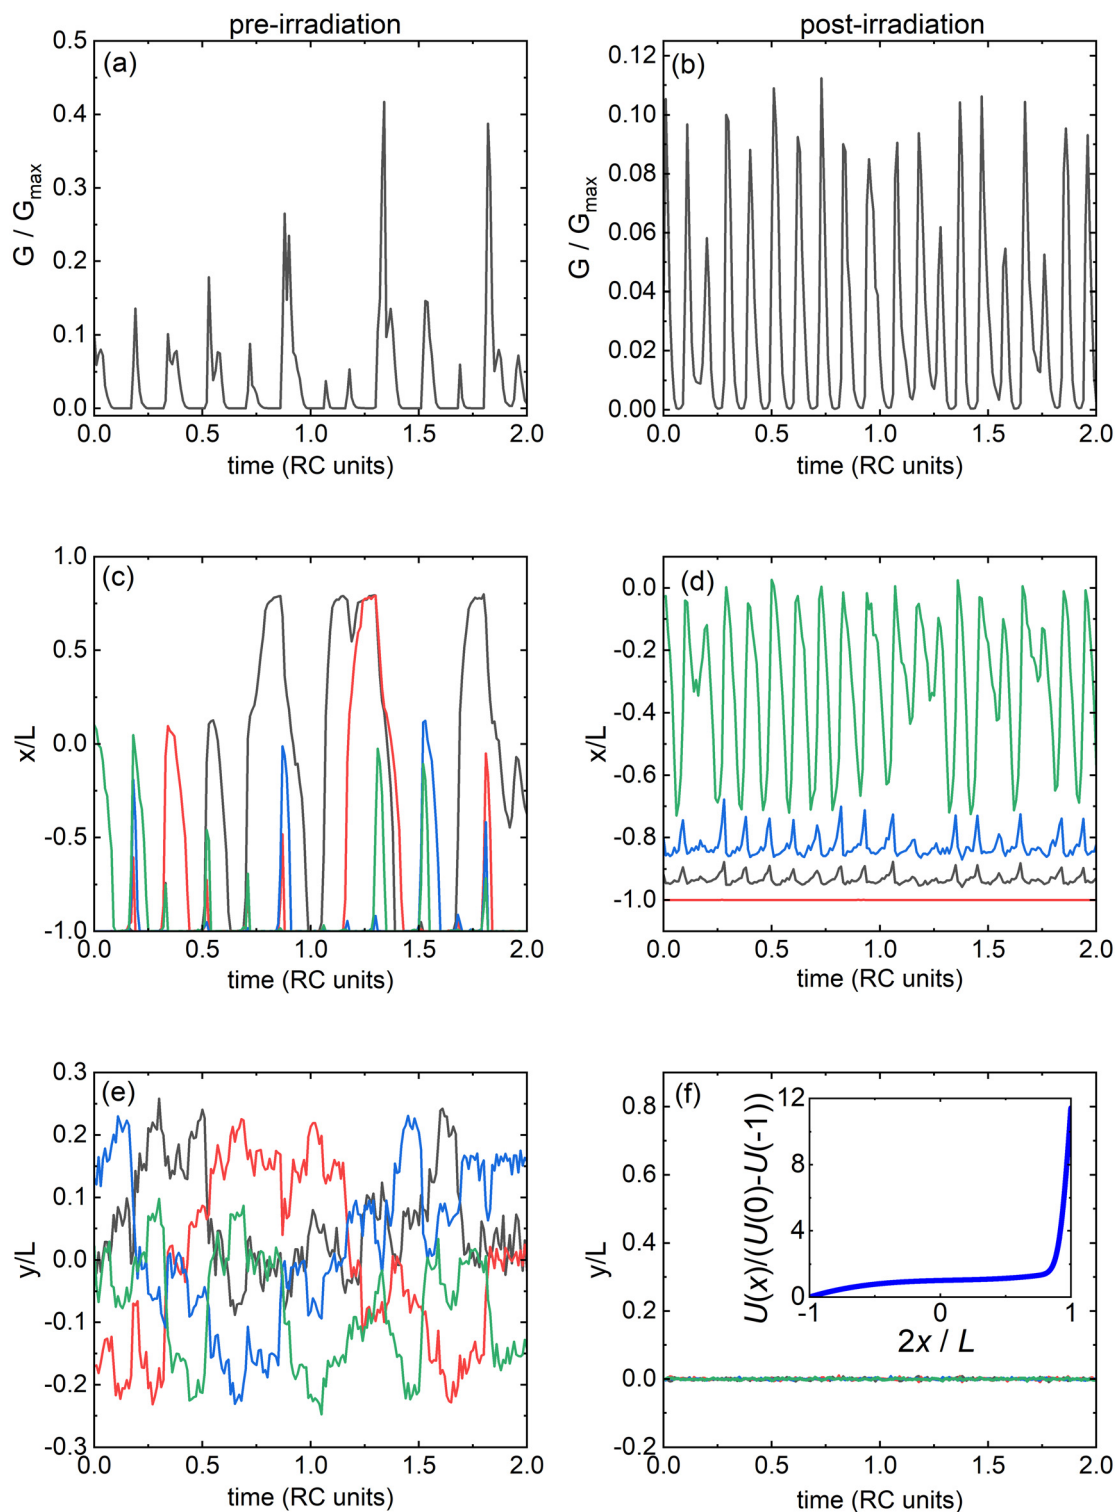 pre-irradiation
post-irradiation
(a)
0.5
0.4
0.3
0.2
0.1
0.0
G / Gmax
0.0 0.5 1.0 1.5 2.0
time (RC units)
(b)
0.12
0.10
0.08
0.06
0.04
0.02
0.00
G / Gmax
0.0 0.5 1.0 1.5 2.0
time (RC units)
(c)
1.0
0.5
0.0
-0.5
-1.0
x/L
0.0 0.5 1.0 1.5 2.0
time (RC units)
(d)
0.0
-0.2
-0.4
-0.6
-0.8
-1.0
x/L
0.0 0.5 1.0 1.5 2.0
time (RC units)
(e)
0.3
0.2
0.1
0.0
-0.1
-0.2
-0.3
y/L
0.0 0.5 1.0 1.5 2.0
time (RC units)
(f)
0.8
0.6
0.4
0.2
0.0
-0.2
y/L
0.0 0.5 1.0 1.5 2.0
time (RC units)
U(x)/(U(0)-U(-1))
12
8
4
0
-1 0 1
2x / L